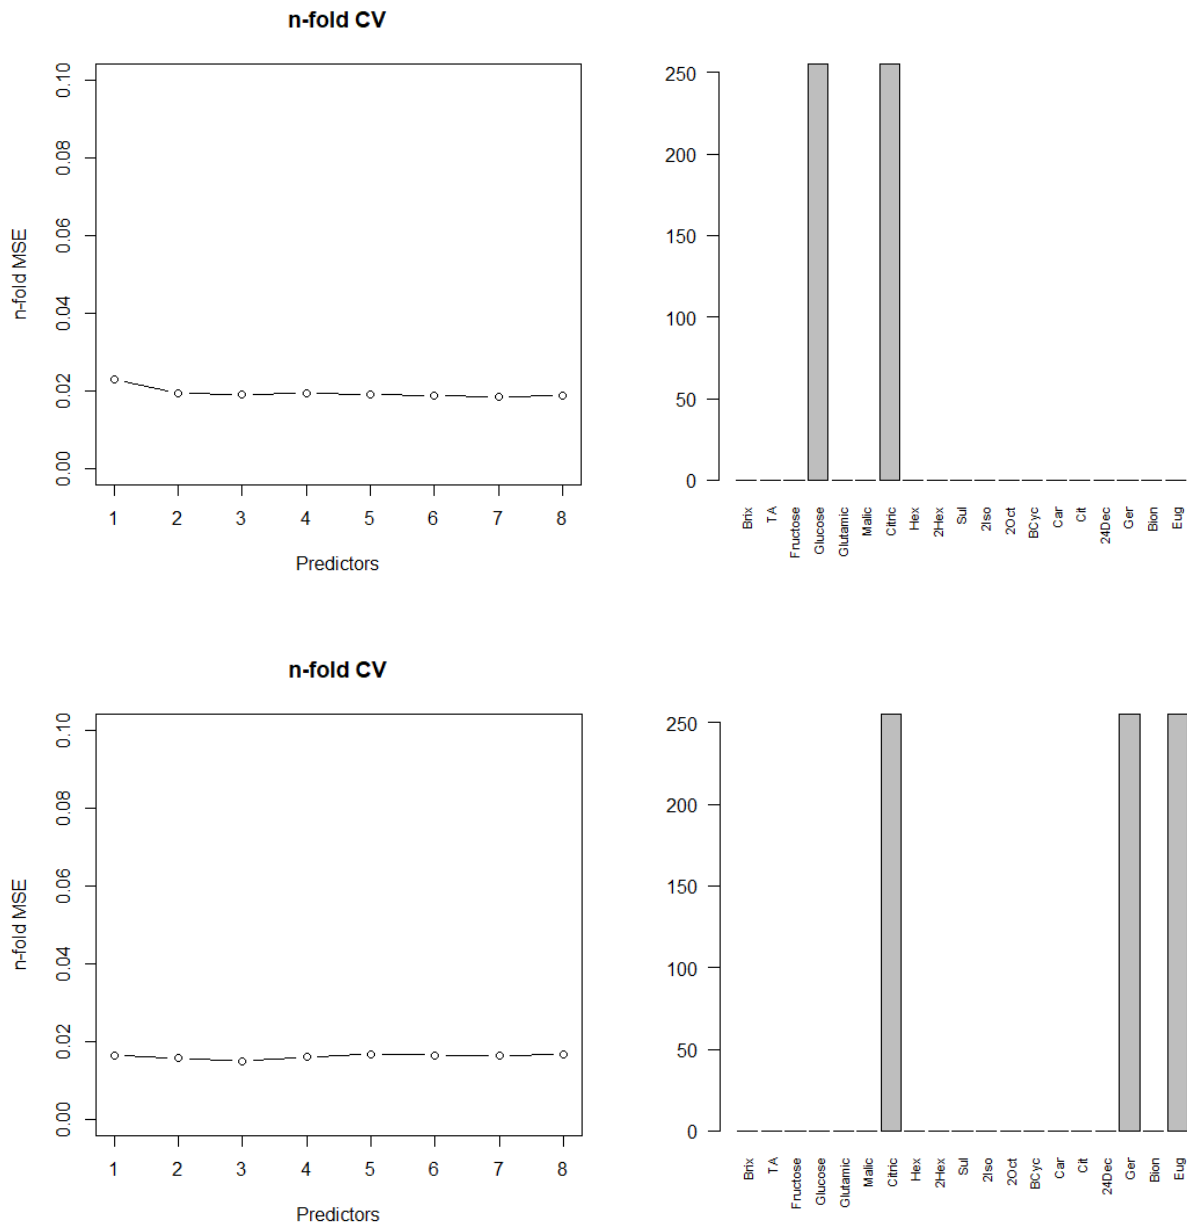 n-fold CV
n-fold MSE
0.10
0.08
0.06
0.04
0.02
0.00
1 2 3 4 5 6 7 8
Predictors
250
200
150
100
50
0
Brix TA Fructose Glucose Glutamic Malic Citric Hex 2Hex Sul 2Iso 2Oct BCyc Car Cit 24Dec Ger Bion Eug
n-fold CV
n-fold MSE
0.10
0.08
0.06
0.04
0.02
0.00
1 2 3 4 5 6 7 8
Predictors
250
200
150
100
50
0
Brix TA Fructose Glucose Glutamic Malic Citric Hex 2Hex Sul 2Iso 2Oct BCyc Car Cit 24Dec Ger Bion Eug